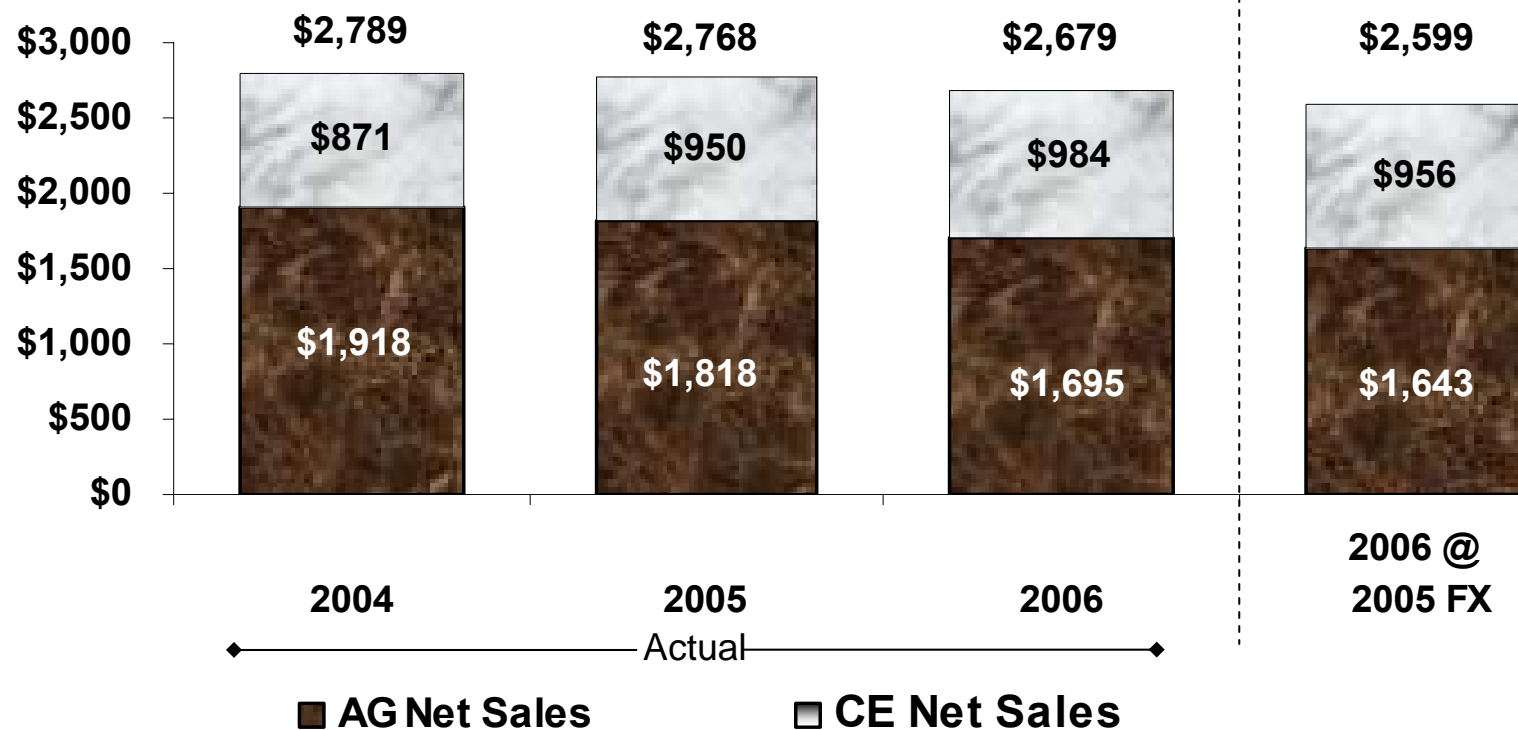 $2,789 $2,768 $2,679 $2,599
$3,000
$2,500
$871 $950 $984 $956
$2,000
$1,500
$1,918 $1,818 $1,695 $1,643
$1,000
$500
$0
2004 2005 2006 2006 @
2005 FX
Actual
AG Net Sales CE Net Sales